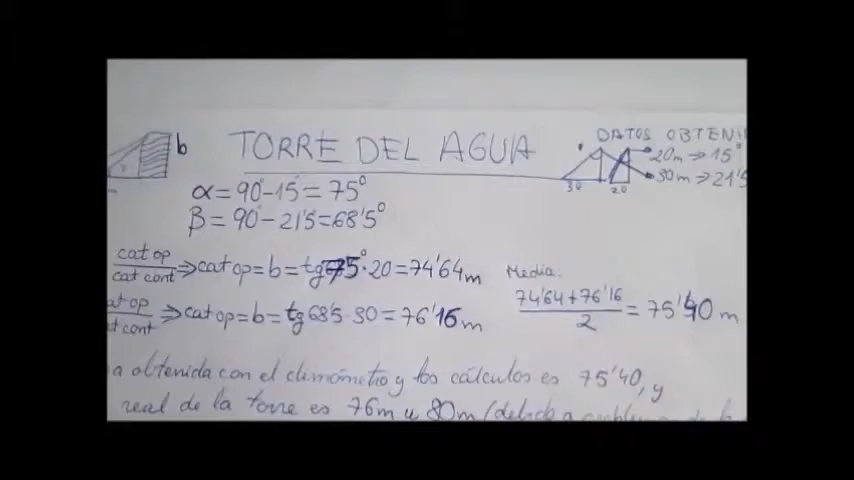 b
TORRE DEL AGUA
DATOS OBTENI
20m ⇒ 15°
30m ⇒ 21'5
30 20
α = 90° - 15 = 75°
β = 90° - 21'5 = 68'5°
cat op
cat cont ⇒ cat op = b = tg 75° · 20 = 74'64 m
Media.
74'64 + 76'16
2 = 75'40 m
at op
t cont ⇒ cat op = b = tg 68'5 · 30 = 76'16 m
a obtenida con el clinómetro y los cálculos es 75'40, y
real de la torre es 76m u 80m (debido a problemas de l